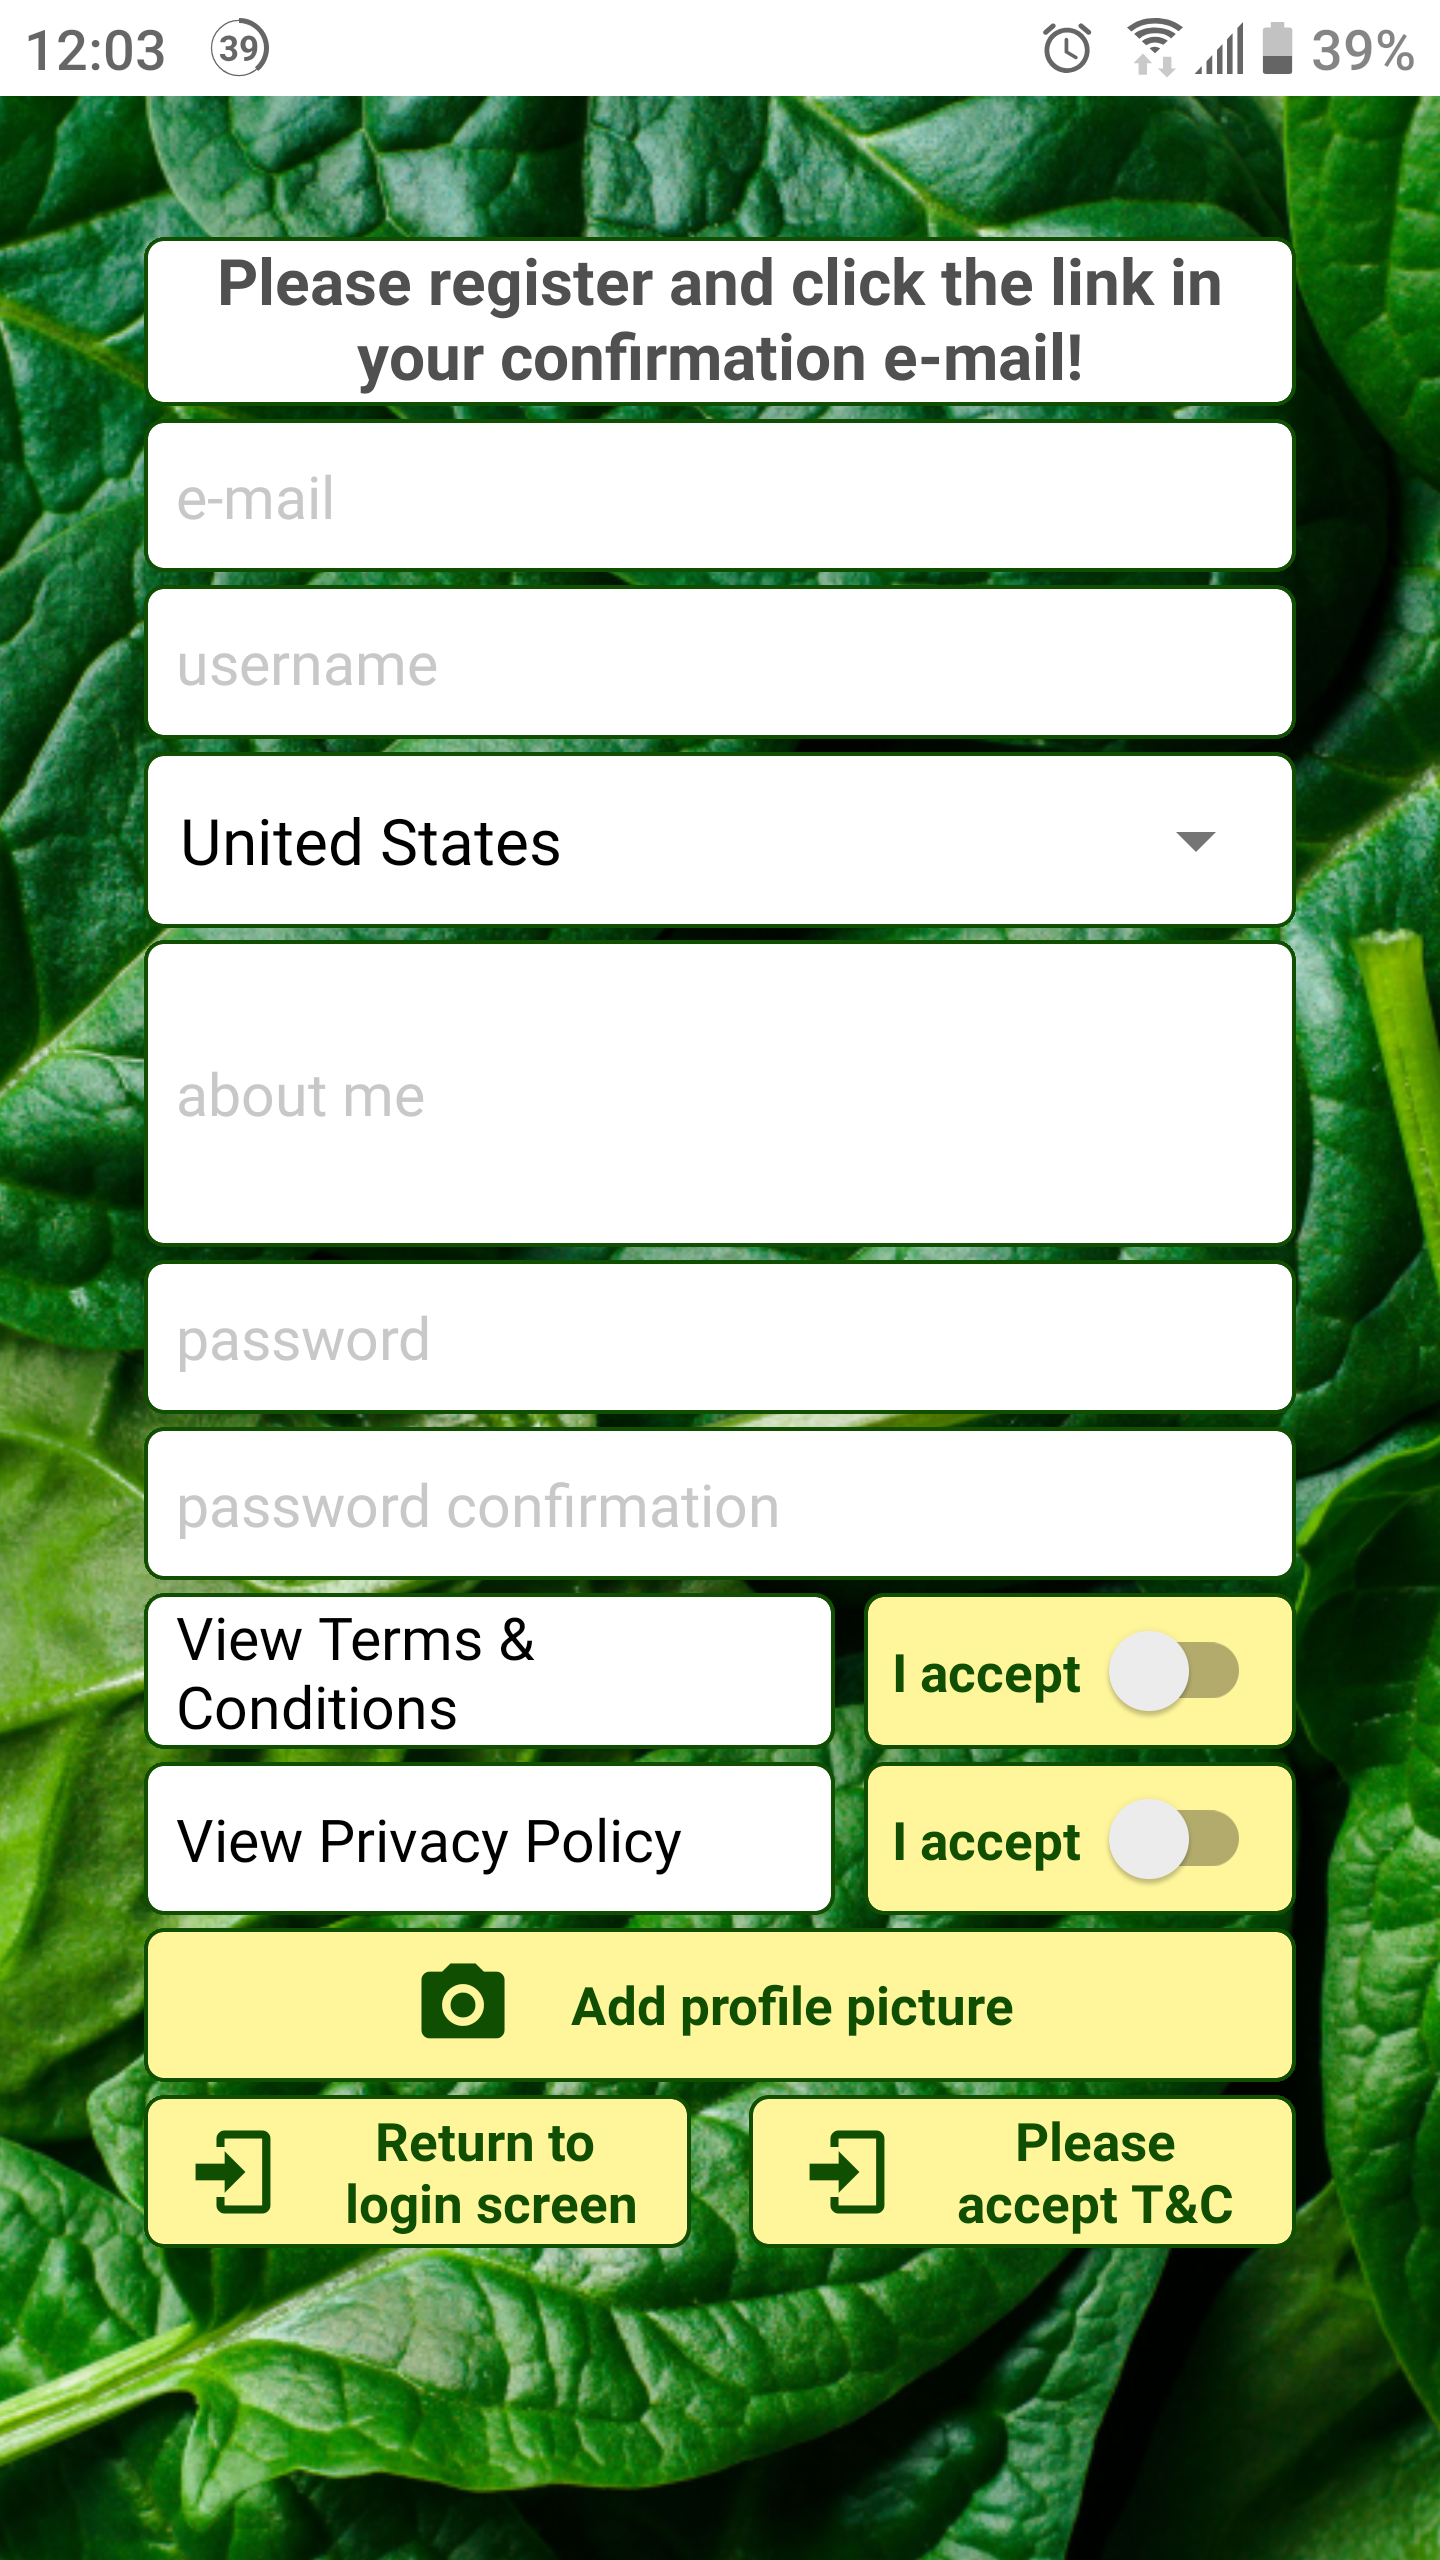 12:03
39
39%
Please register and click the link in
your confirmation e-mail!
e-mail
username
United States
about me
password
password confirmation
View Terms &
Conditions
I accept
View Privacy Policy
I accept
Add profile picture
Return to
login screen
Please
accept T&C